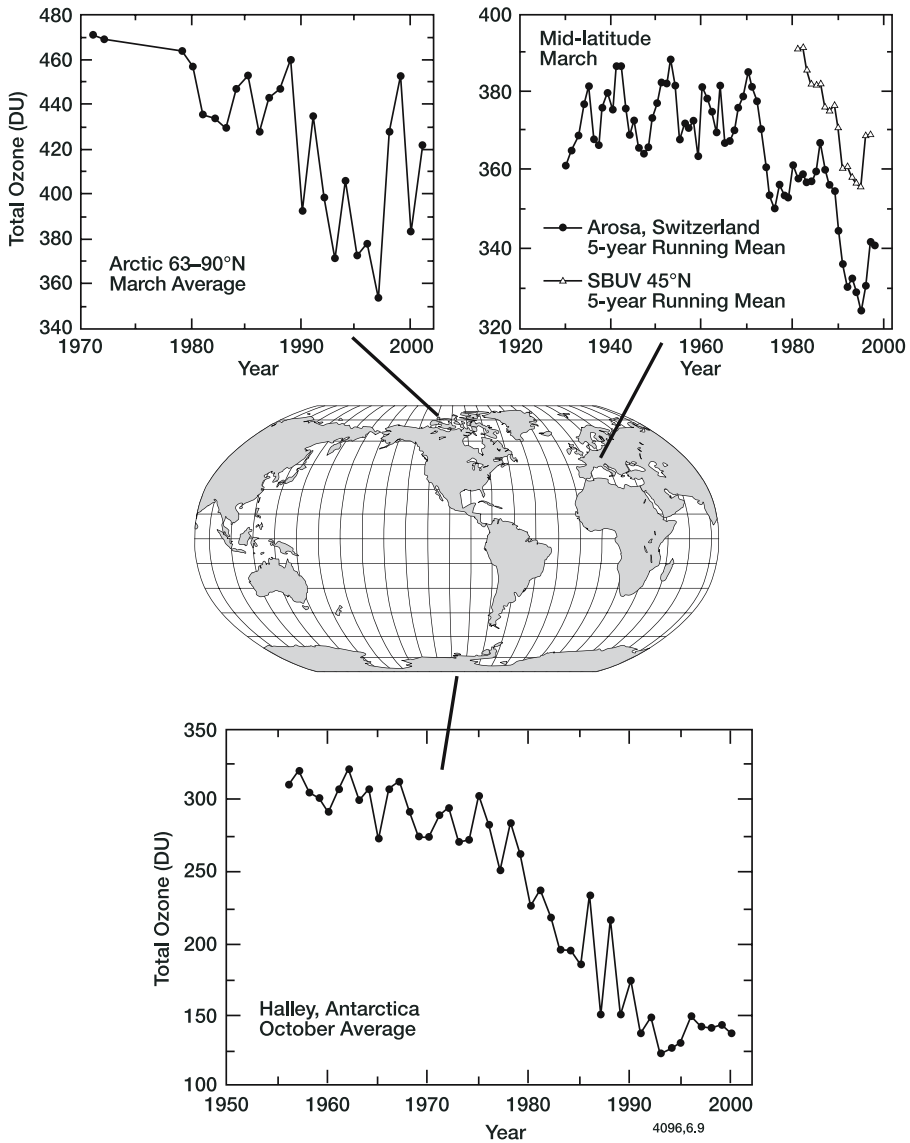 480
460
440
420
400
380
360
340
Total Ozone (DU)
Arctic 63–90°N
March Average
1970
1980
1990
2000
Year
400
380
360
340
320
Mid-latitude
March
Arosa, Switzerland
5-year Running Mean
SBUV 45°N
5-year Running Mean
1920
1940
1960
1980
2000
Year
350
300
250
200
150
100
Total Ozone (DU)
Halley, Antarctica
October Average
1950
1960
1970
1980
1990
2000
Year
4096,6.9